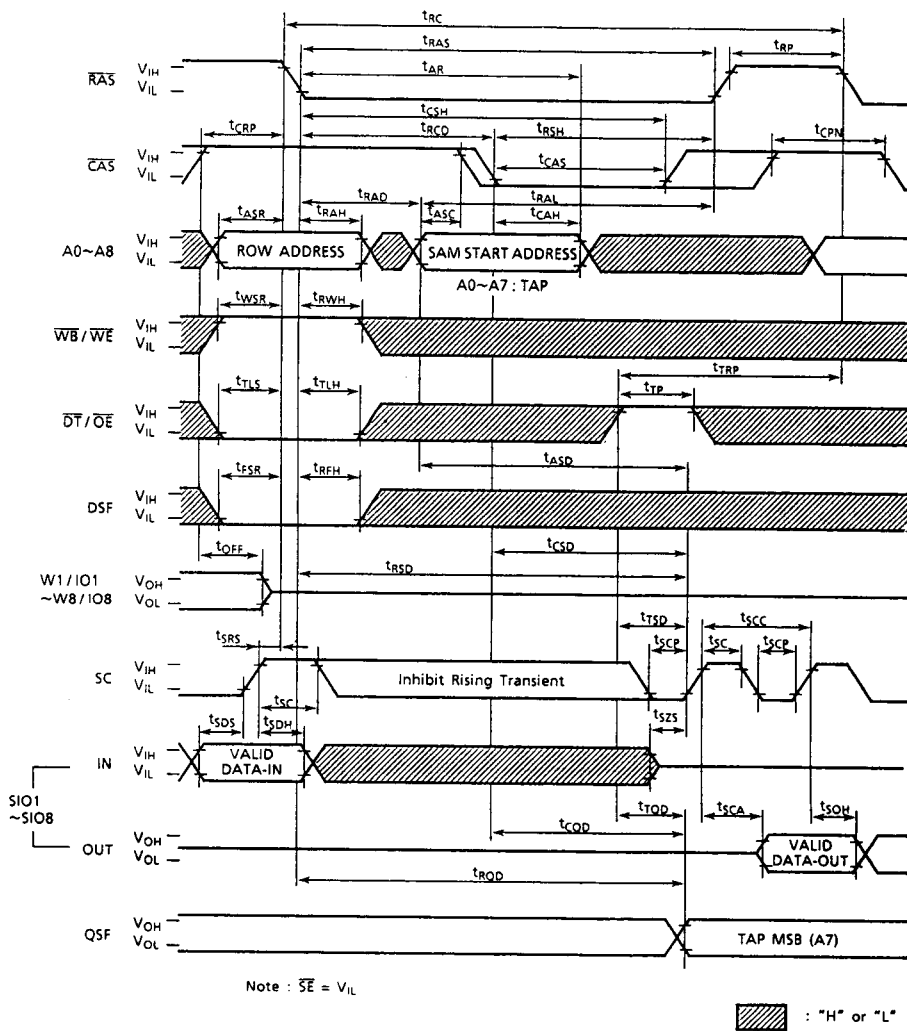 tRC
tRAS tRP
tAR
RAS VIH
VIL
tCSH
tCRP tRCD tRSH tCPN
CAS VIH
VIL tCAS
tRAD tRAL
tASR tRAH tASC tCAH
A0~A8 VIH
VIL ROW ADDRESS SAM START ADDRESS
A0~A7 : TAP
tWSR tRWH
WB/WE VIH
VIL
tTRP
tTLS tTLH tTP
DT/OE VIH
VIL
tASD
tFSR tRFH
DSF VIH
VIL
tOFF tCSD
W1/IO1
~W8/IO8 VOH
VOL
tRSD
tTSD tSCC
tSRS tSCP tSC tSCP
SC VIH
VIL Inhibit Rising Transient
tSC
tSDS tSDH tSZS
IN VIH
VIL VALID
DATA-IN
SIO1
~SIO8
tTOD tSCA tSOH
tCOD
OUT VOH
VOL VALID
DATA-OUT
tROD
QSF VOH
VOL TAP MSB (A7)
Note : SE = VIL
: "H" or "L"